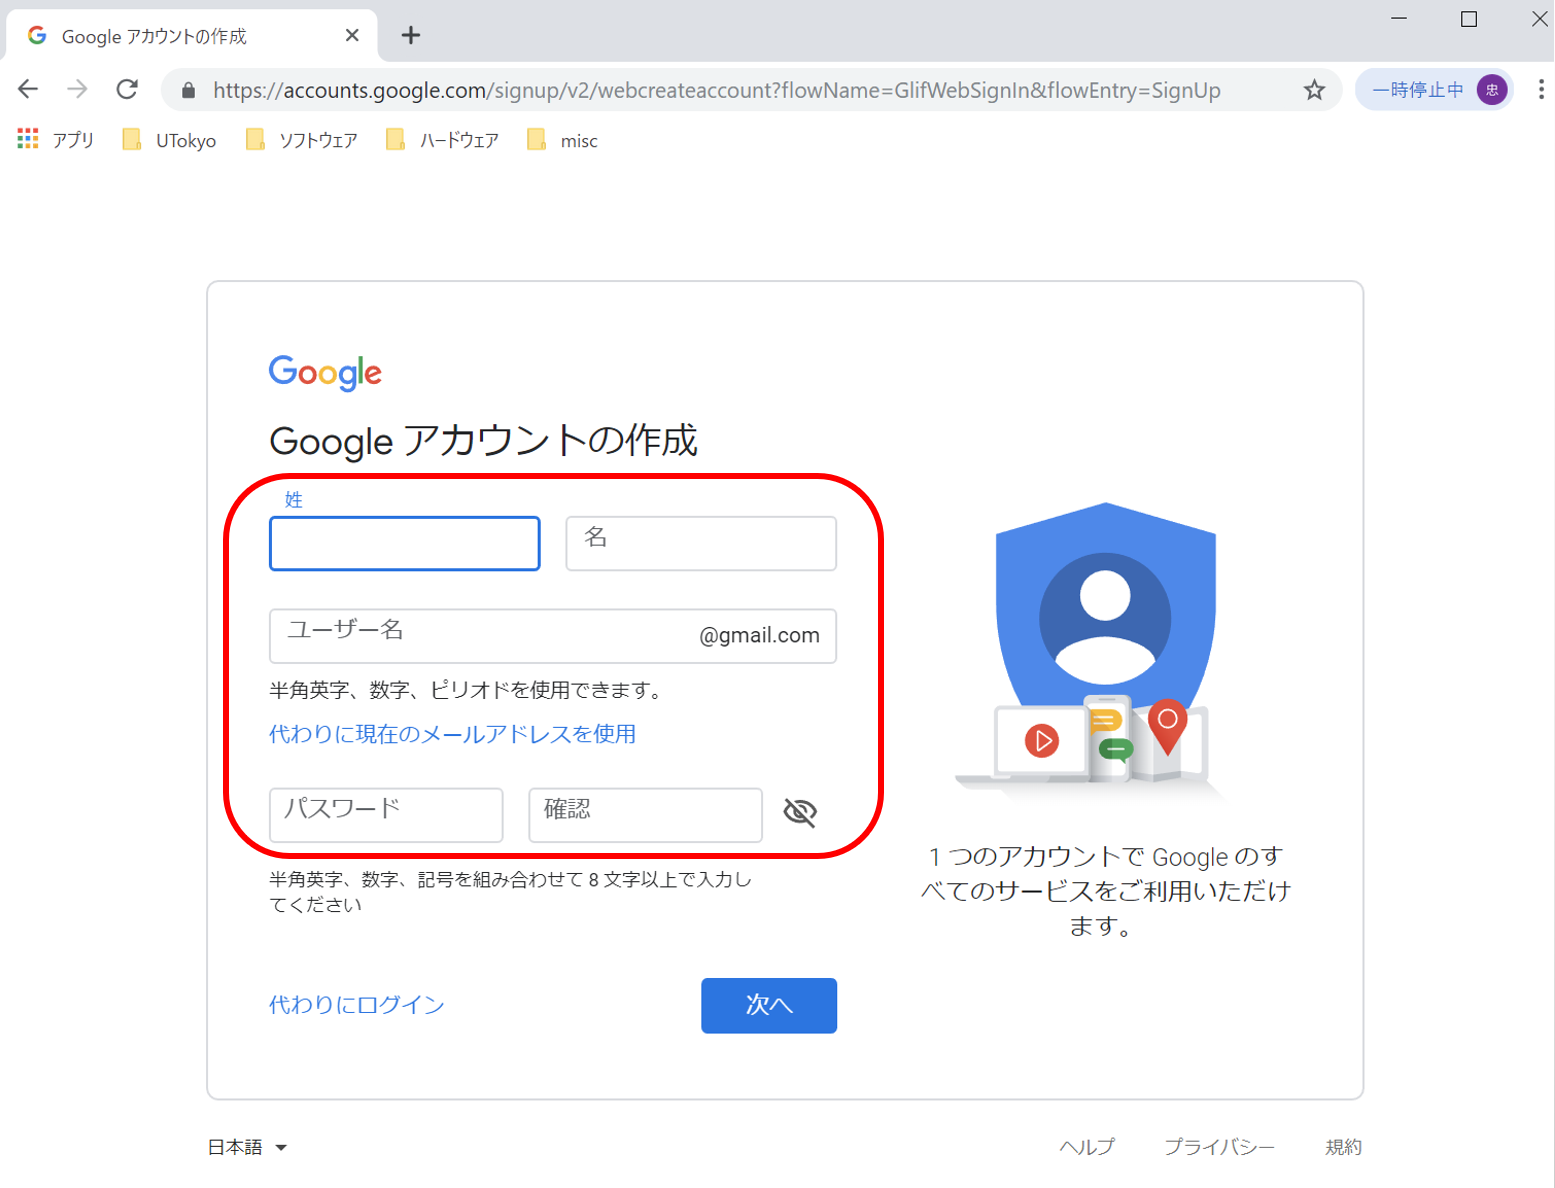 Google アカウントの作成
https://accounts.google.com/signup/v2/webcreateaccount?flowName=GlifWebSignIn&flowEntry=SignUp
一時停止中
忠
アプリ
UTokyo
ソフトウェア
ハードウェア
misc
Google
Google アカウントの作成
姓
名
ユーザー名
@gmail.com
半角英字、数字、ピリオドを使用できます。
代わりに現在のメールアドレスを使用
パスワード
確認
半角英字、数字、記号を組み合わせて 8 文字以上で入力し
てください
代わりにログイン
次へ
1 つのアカウントで Google のす
べてのサービスをご利用いただけ
ます。
日本語
ヘルプ
プライバシー
規約